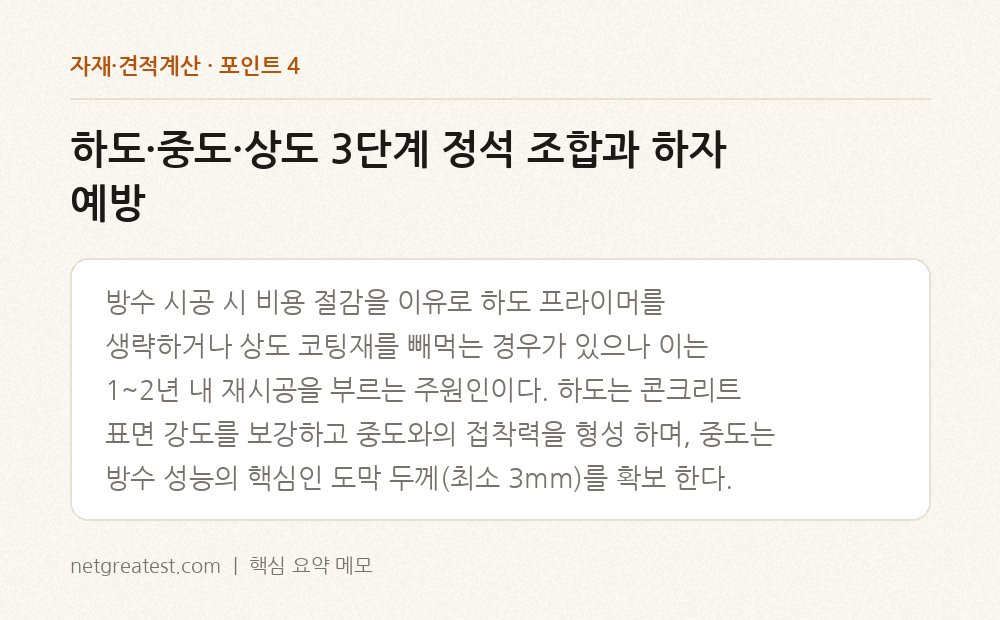 자재·견적계산 · 포인트 4
하도·중도·상도 3단계 정석 조합과 하자
예방
방수 시공 시 비용 절감을 이유로 하도 프라이머를
생략하거나 상도 코팅재를 빼먹는 경우가 있으나 이는
1~2년 내 재시공을 부르는 주원인이다. 하도는 콘크리트
표면 강도를 보강하고 중도와의 접착력을 형성 하며, 중도는
방수 성능의 핵심인 도막 두께(최소 3mm)를 확보 한다.
netgreatest.com | 핵심 요약 메모